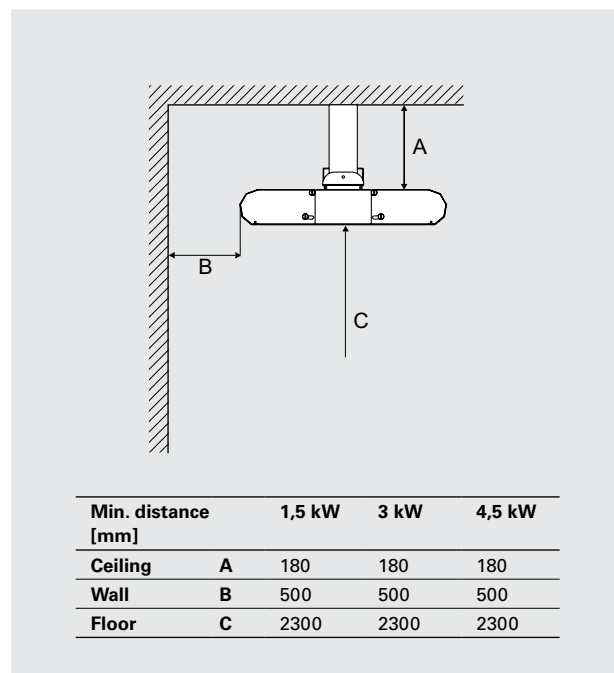 A
B
C
Min. distance 1,5 kW 3 kW 4,5 kW
[mm]
Ceiling A 180 180 180
Wall B 500 500 500
Floor C 2300 2300 2300